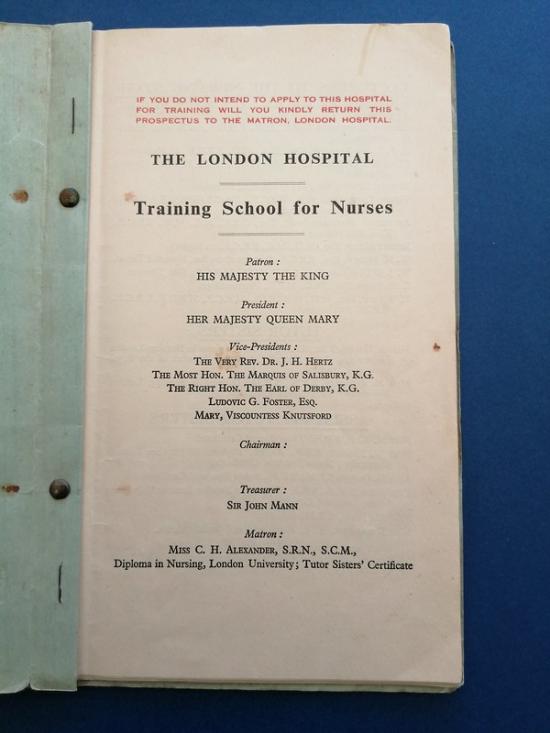 IF YOU DO NOT INTEND TO APPLY TO THIS HOSPITAL
FOR TRAINING WILL YOU KINDLY RETURN THIS
PROSPECTUS TO THE MATRON, LONDON HOSPITAL.
THE LONDON HOSPITAL
Training School for Nurses
Patron :
HIS MAJESTY THE KING
President :
HER MAJESTY QUEEN MARY
Vice-Presidents :
The Very Rev. Dr. J. H. Hertz
The Most Hon. The Marquis of Salisbury, K.G.
The Right Hon. The Earl of Derby, K.G.
Ludovic G. Foster, Esq.
Mary, Viscountess Knutsford
Chairman :
Treasurer :
Sir John Mann
Matron :
Miss C. H. Alexander, S.R.N., S.C.M.,
Diploma in Nursing, London University; Tutor Sisters' Certificate